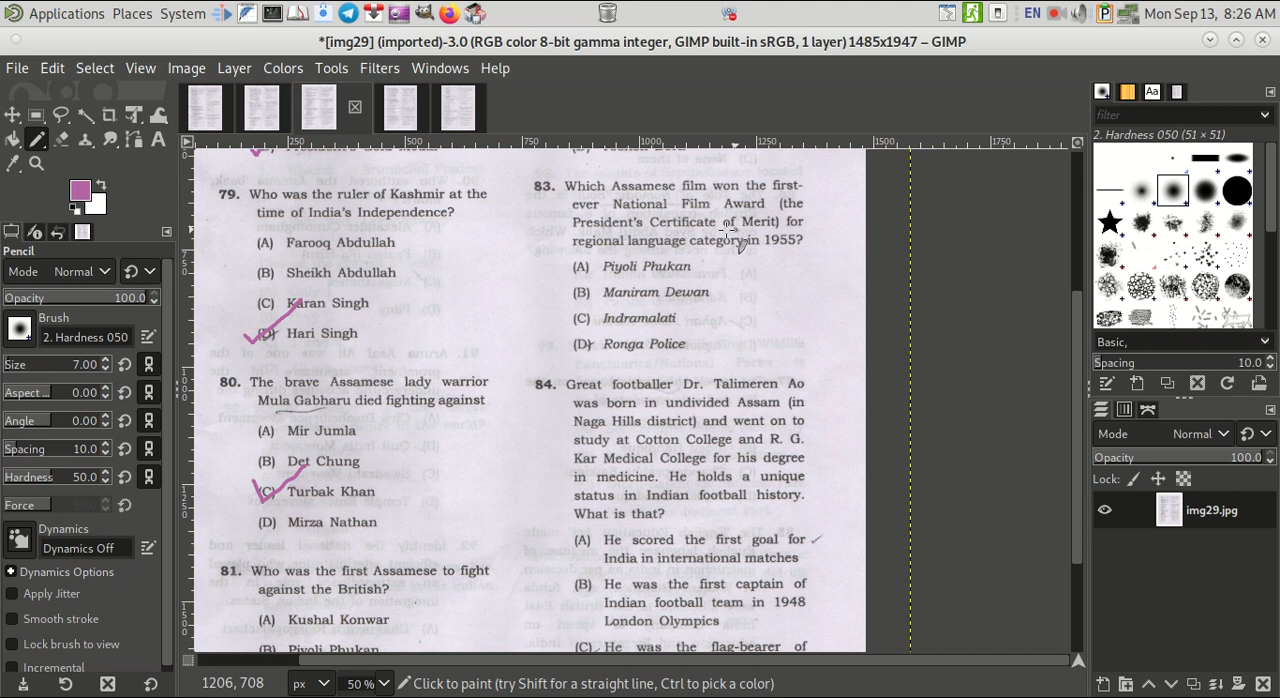 Applications Places System
EN
Mon Sep 13, 8:26 AM
*[img29] (imported)-3.0 (RGB color 8-bit gamma integer, GIMP built-in sRGB, 1 layer) 1485x1947 – GIMP
File Edit Select View Image Layer Colors Tools Filters Windows Help
250 500 750 1000 1250 1500 1750
Pencil
Mode Normal
Opacity 100.0
Brush
2. Hardness 050
Size 7.00
Aspect ... 0.00
Angle 0.00
Spacing 10.0
Hardness 50.0
Force 50.0
Dynamics
Dynamics Off
Dynamics Options
Apply Jitter
Smooth stroke
Lock brush to view
Incremental
79. Who was the ruler of Kashmir at the
time of India's Independence?
(A) Farooq Abdullah
(B) Sheikh Abdullah
(C) Karan Singh
(D) Hari Singh
80. The brave Assamese lady warrior
Mula Gabharu died fighting against
(A) Mir Jumla
(B) Det Chung
(C) Turbak Khan
(D) Mirza Nathan
81. Who was the first Assamese to fight
against the British?
(A) Kushal Konwar
(B) Piyoli Phukan
83. Which Assamese film won the first-
ever National Film Award (the
President's Certificate of Merit) for
regional language category in 1955?
(A) Piyoli Phukan
(B) Maniram Dewan
(C) Indramalati
(D) Ronga Police
84. Great footballer Dr. Talimeren Ao
was born in undivided Assam (in
Naga Hills district) and went on to
study at Cotton College and R. G.
Kar Medical College for his degree
in medicine. He holds a unique
status in Indian football history.
What is that?
(A) He scored the first goal for
India in international matches
(B) He was the first captain of
Indian football team in 1948
London Olympics
(C) He was the flag-bearer of
filter
2. Hardness 050 (51 × 51)
Basic,
Spacing 10.0
Mode Normal
Opacity 100.0
Lock:
img29.jpg
1206, 708 px 50 % Click to paint (try Shift for a straight line, Ctrl to pick a color)